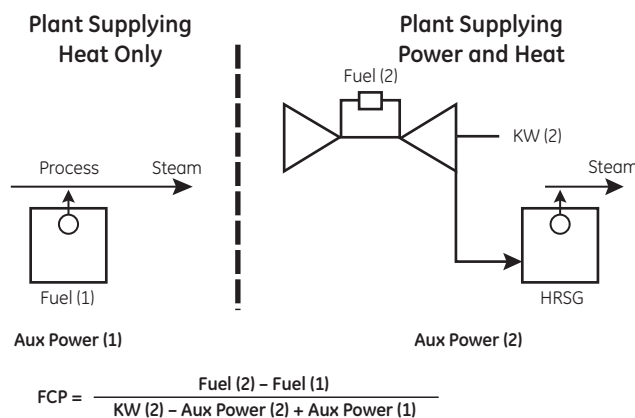 Plant Supplying
Heat Only
Process Steam
Fuel (1)
Aux Power (1)
Plant Supplying
Power and Heat
Fuel (2)
KW (2)
Steam
HRSG
Aux Power (2)
FCP = Fuel (2) – Fuel (1)
KW (2) – Aux Power (2) + Aux Power (1)